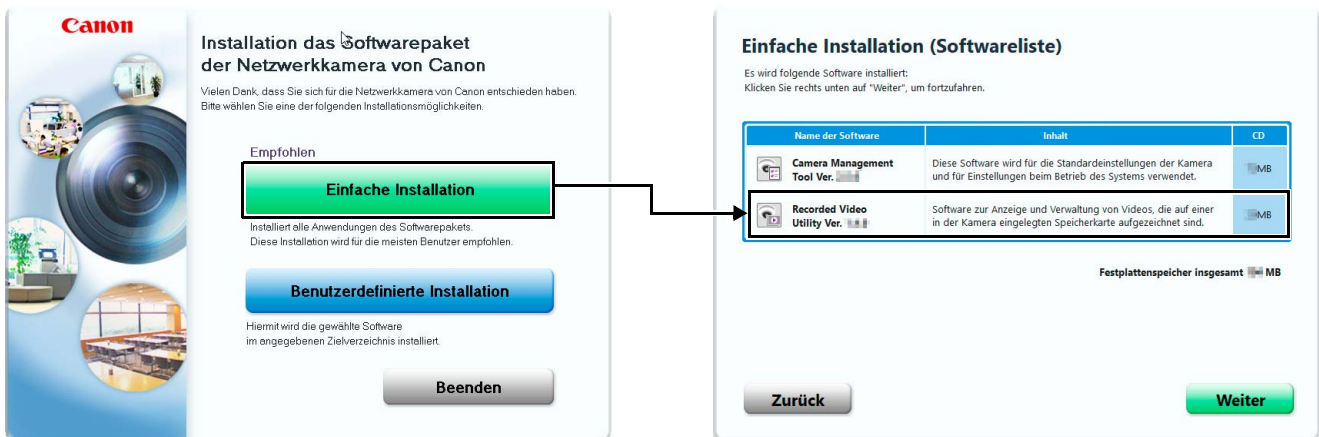 Canon
Installation das Softwarepaket
der Netzwerkkamera von Canon
Vielen Dank, dass Sie sich für die Netzwerkkamera von Canon entschieden haben.
Bitte wählen Sie eine der folgenden Installationsmöglichkeiten.
Empfohlen
Einfache Installation
Installiert alle Anwendungen des Softwarepakets.
Diese Installation wird für die meisten Benutzer empfohlen.
Benutzerdefinierte Installation
Hiermit wird die gewählte Software
im angegebenen Zielverzeichnis installiert.
Beenden
Einfache Installation (Softwareliste)
Es wird folgende Software installiert:
Klicken Sie rechts unten auf "Weiter", um fortzufahren.
Name der Software Inhalt CD
Camera Management
Tool Ver.
Diese Software wird für die Standardeinstellungen der Kamera
und für Einstellungen beim Betrieb des Systems verwendet.
MB
Recorded Video
Utility Ver.
Software zur Anzeige und Verwaltung von Videos, die auf einer
in der Kamera eingelegten Speicherkarte aufgezeichnet sind.
MB
Festplattenspeicher insgesamt MB
Zurück
Weiter